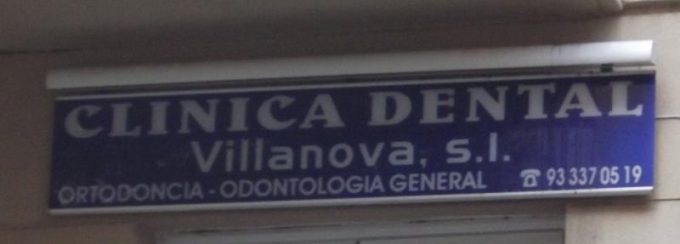 CLINICA DENTAL
Villanova, s.l.
ORTODONCIA - ODONTOLOGIA GENERAL ☎ 93 337 05 19